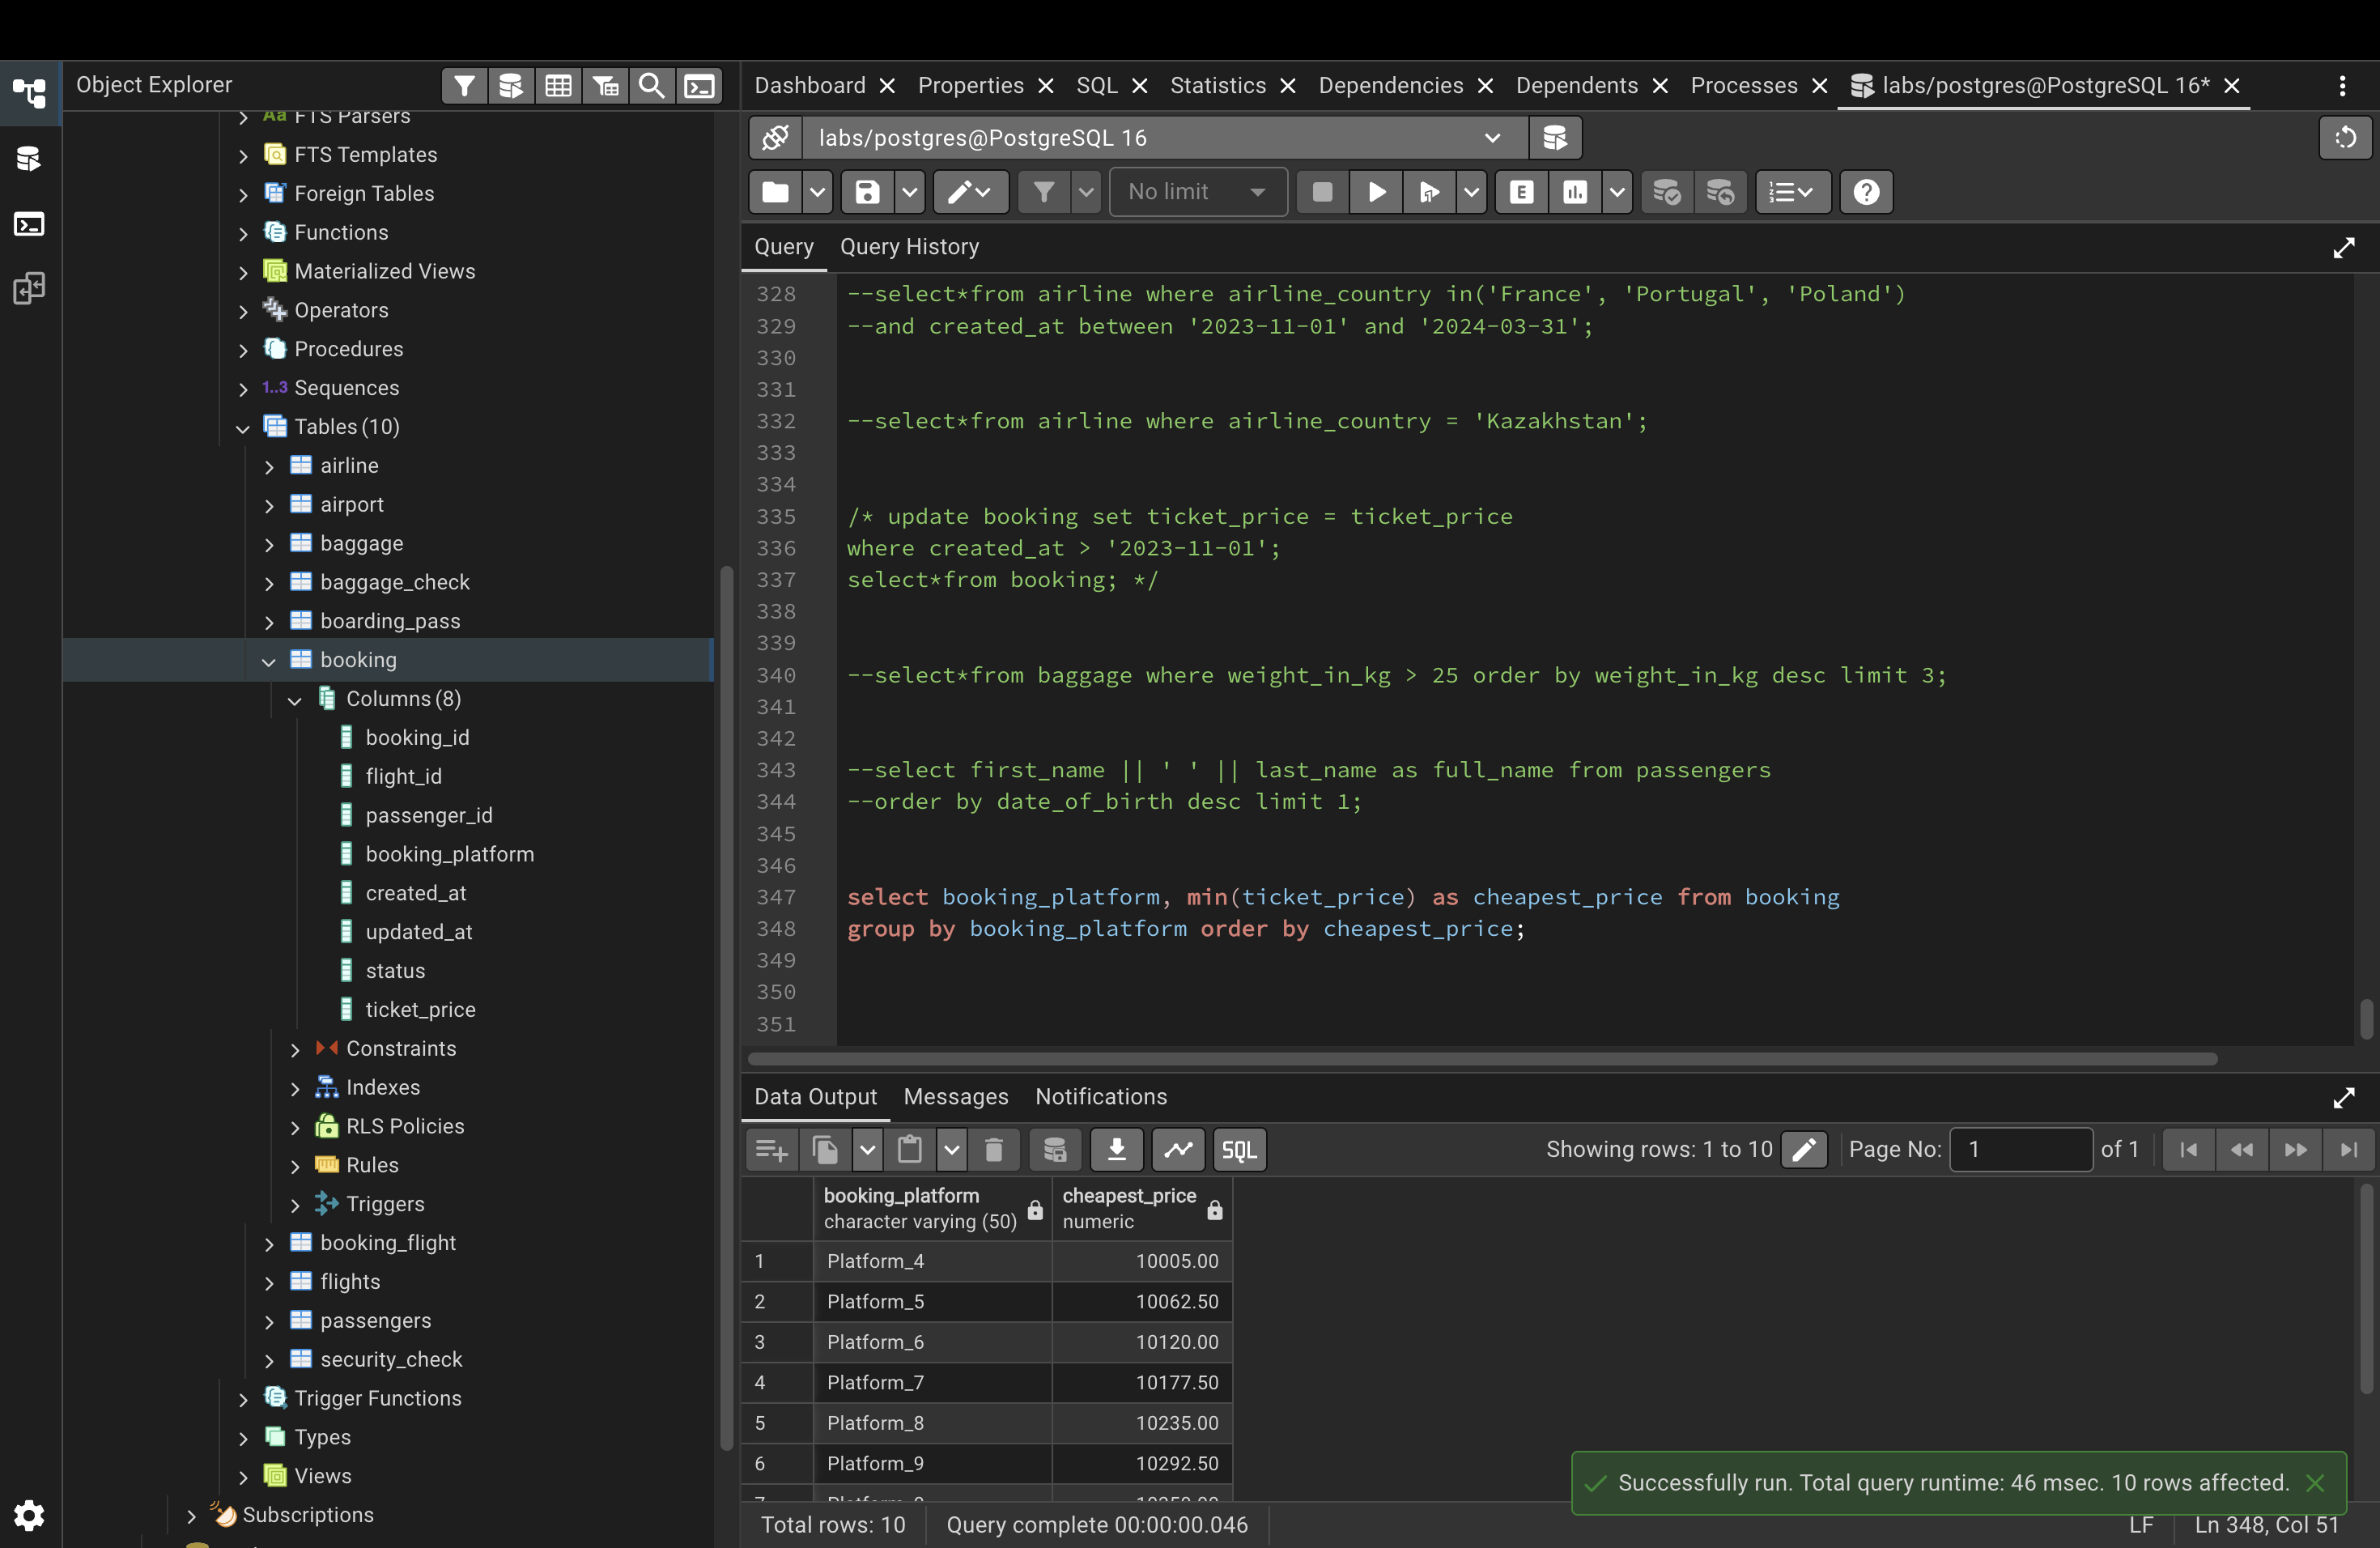 Object Explorer
FTS Parsers
FTS Templates
Foreign Tables
Functions
Materialized Views
Operators
Procedures
1..3 Sequences
Tables (10)
airline
airport
baggage
baggage_check
boarding_pass
booking
Columns (8)
booking_id
flight_id
passenger_id
booking_platform
created_at
updated_at
status
ticket_price
Constraints
Indexes
RLS Policies
Rules
Triggers
booking_flight
flights
passengers
security_check
Trigger Functions
Types
Views
Subscriptions
Dashboard Properties SQL Statistics Dependencies Dependents Processes labs/postgres@PostgreSQL 16*
labs/postgres@PostgreSQL 16
No limit E
Query Query History
328 --select*from airline where airline_country in('France', 'Portugal', 'Poland')
329 --and created_at between '2023-11-01' and '2024-03-31';
330
331
332 --select*from airline where airline_country = 'Kazakhstan';
333
334
335 /* update booking set ticket_price = ticket_price
336 where created_at > '2023-11-01';
337 select*from booking; */
338
339
340 --select*from baggage where weight_in_kg > 25 order by weight_in_kg desc limit 3;
341
342
343 --select first_name || ' ' || last_name as full_name from passengers
344 --order by date_of_birth desc limit 1;
345
346
347 select booking_platform, min(ticket_price) as cheapest_price from booking
348 group by booking_platform order by cheapest_price;
349
350
351
Data Output Messages Notifications
SQL Showing rows: 1 to 10 Page No: 1 of 1
booking_platform cheapest_price
character varying (50) numeric
1 Platform_4 10005.00
2 Platform_5 10062.50
3 Platform_6 10120.00
4 Platform_7 10177.50
5 Platform_8 10235.00
6 Platform_9 10292.50
Successfully run. Total query runtime: 46 msec. 10 rows affected.
Total rows: 10 Query complete 00:00:00.046 LF Ln 348, Col 51